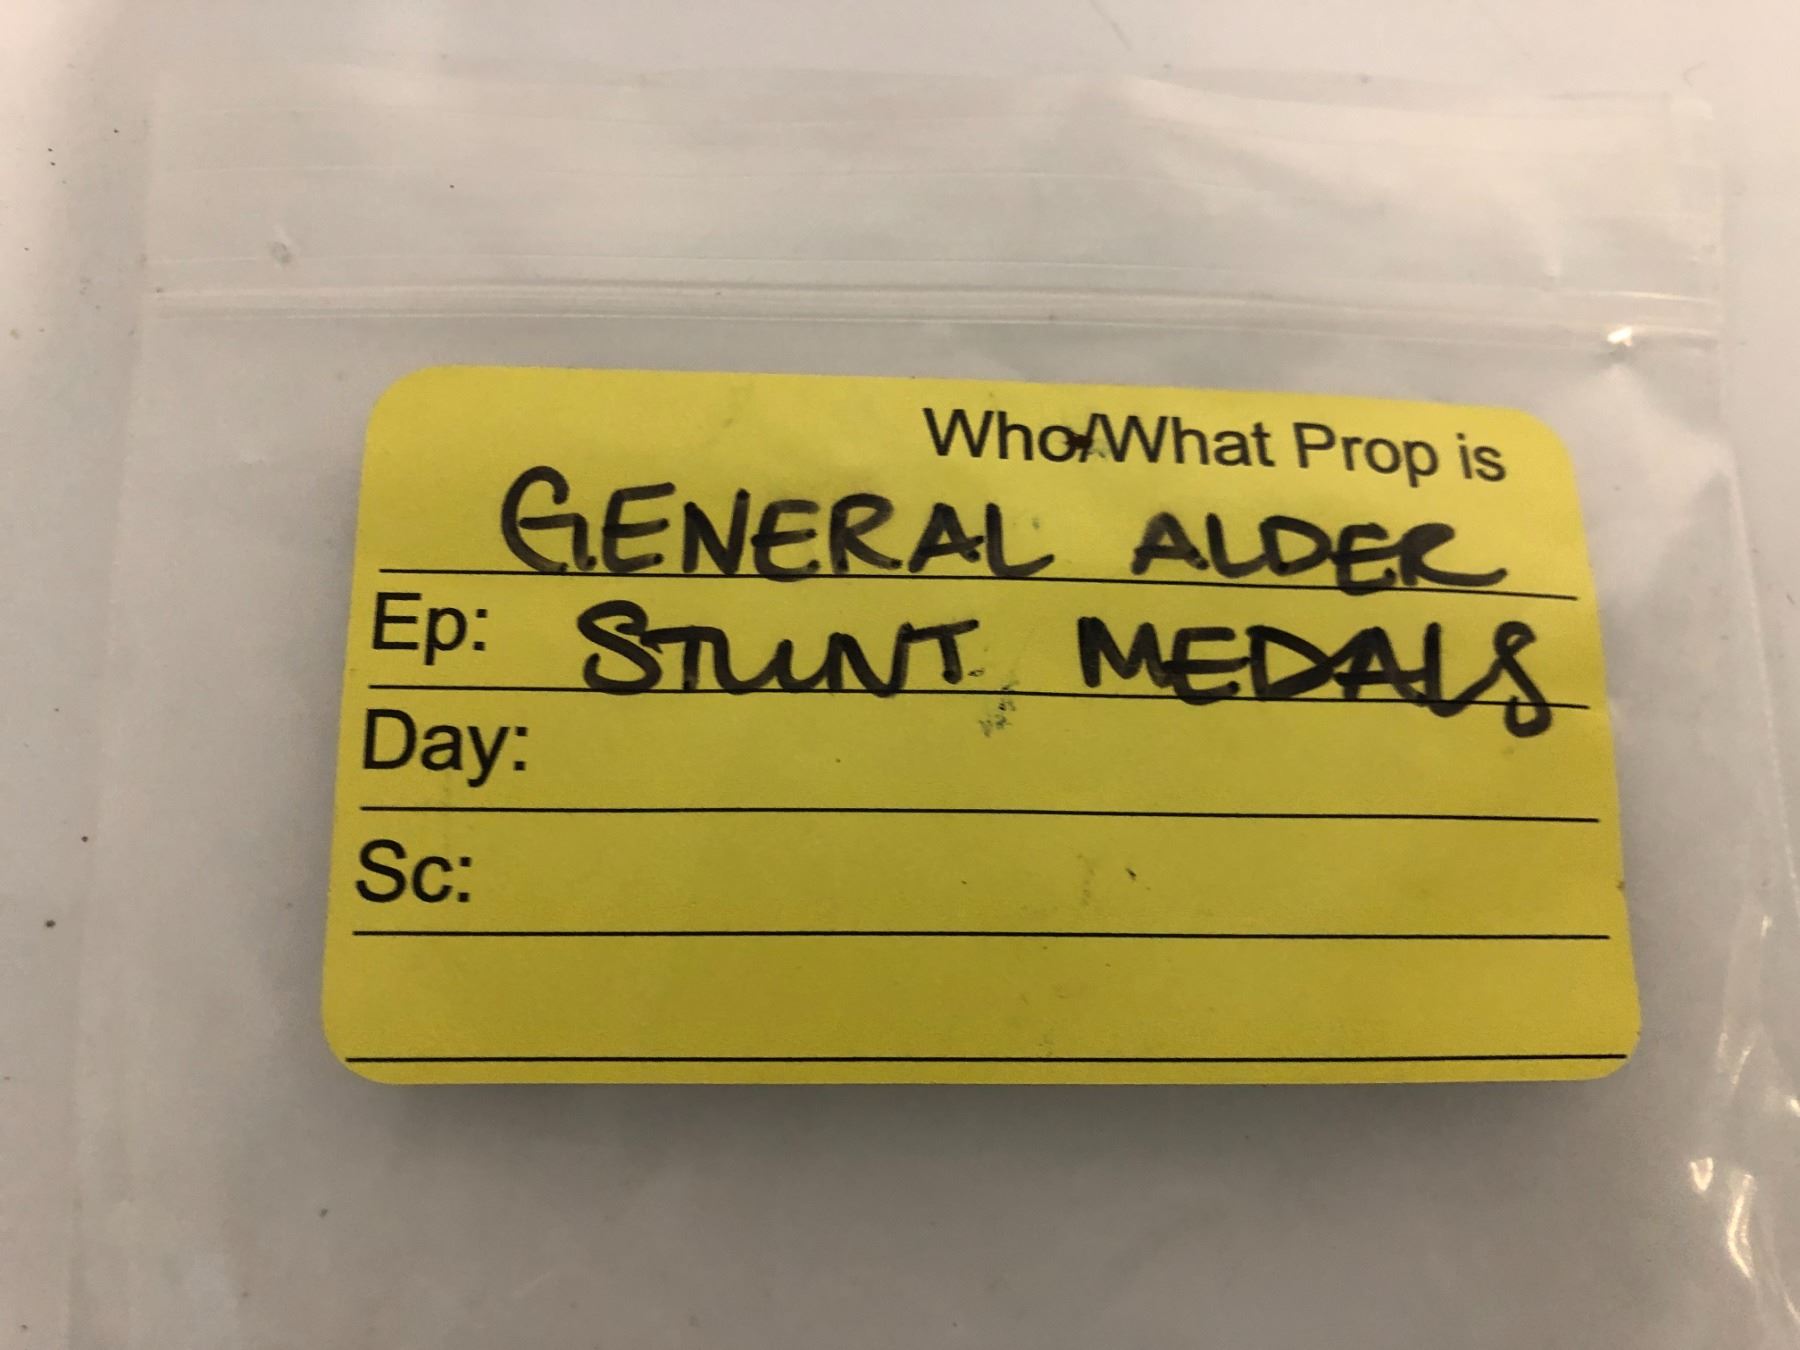 Who/What Prop is
GENERAL ALDER
Ep: STUNT MEDALS
Day:
Sc: